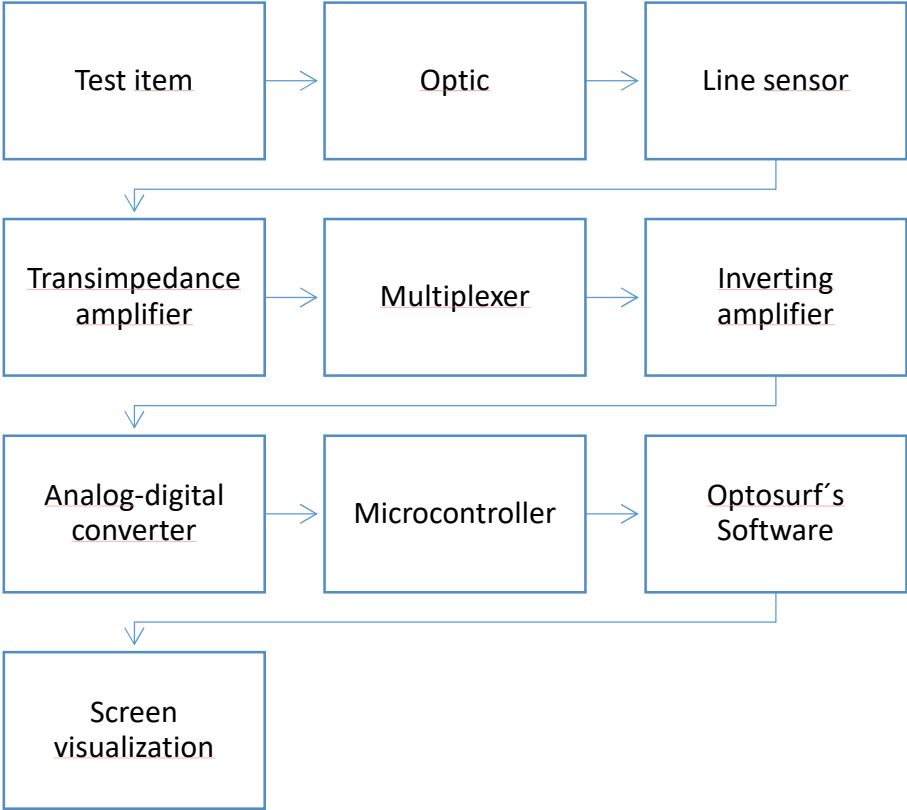 Test item
Optic
Line sensor
Transimpedance
amplifier
Multiplexer
Inverting
amplifier
Analog-digital
converter
Microcontroller
Optosurf´s
Software
Screen
visualization